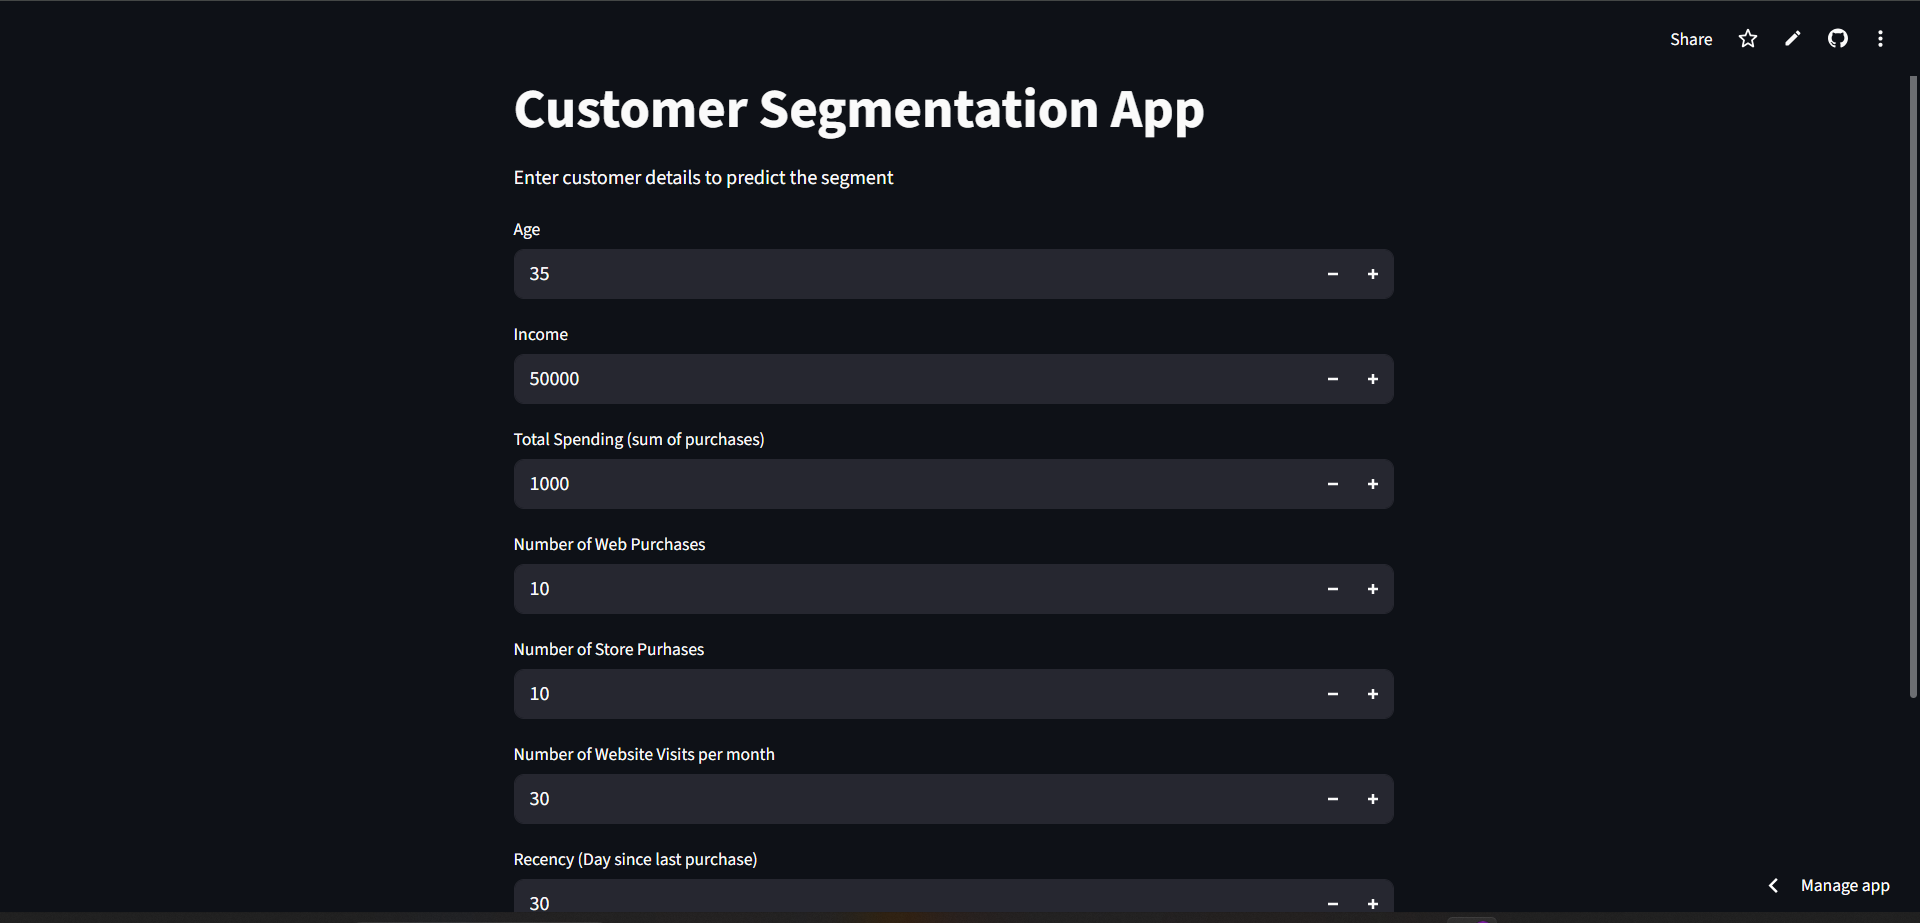 Share
Customer Segmentation App
Enter customer details to predict the segment
Age
35
Income
50000
Total Spending (sum of purchases)
1000
Number of Web Purchases
10
Number of Store Purhases
10
Number of Website Visits per month
30
Recency (Day since last purchase)
30
Manage app